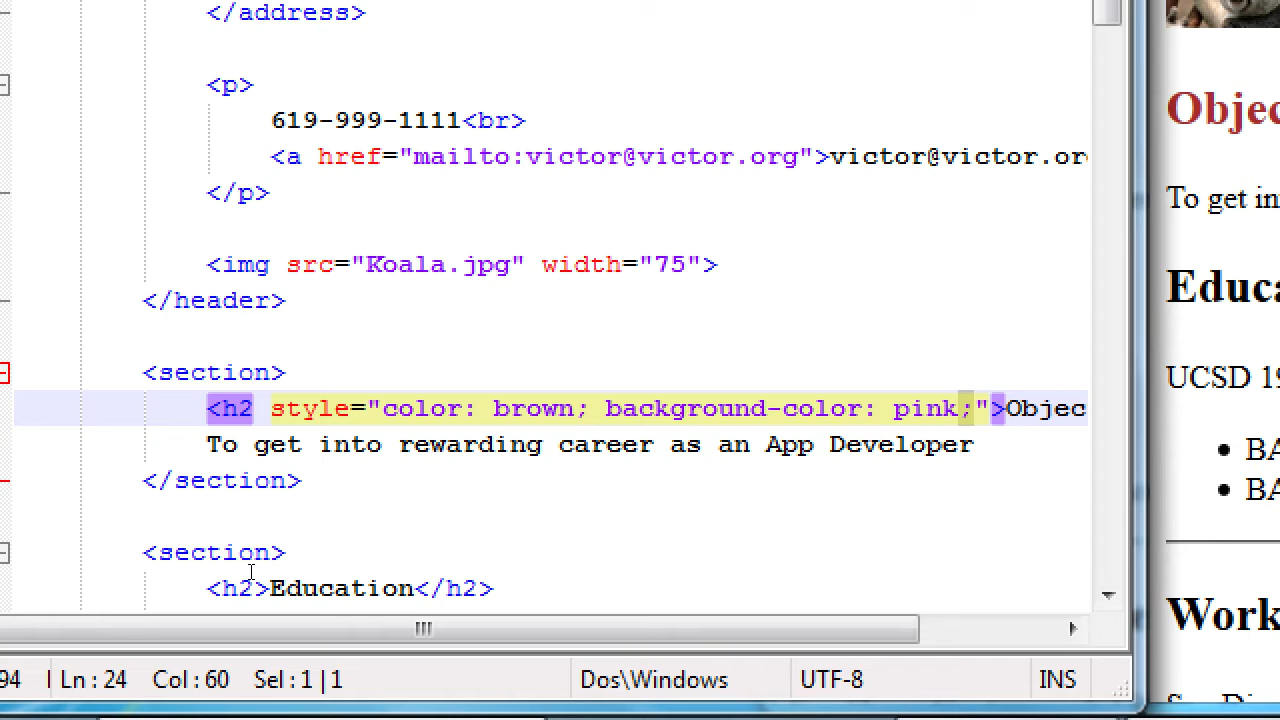 </address>
<p>
619-999-1111<br>
<a href="mailto:victor@victor.org">victor@victor.or
</p>
<img src="Koala.jpg" width="75">
</header>
<section>
<h2 style="color: brown; background-color: pink;">Objec
To get into rewarding career as an App Developer
</section>
<section>
<h2>Education</h2>
94 Ln : 24 Col : 60 Sel : 1 | 1 Dos\Windows UTF-8 INS
Objec
To get in
Educa
UCSD 19
BA
BA
Work